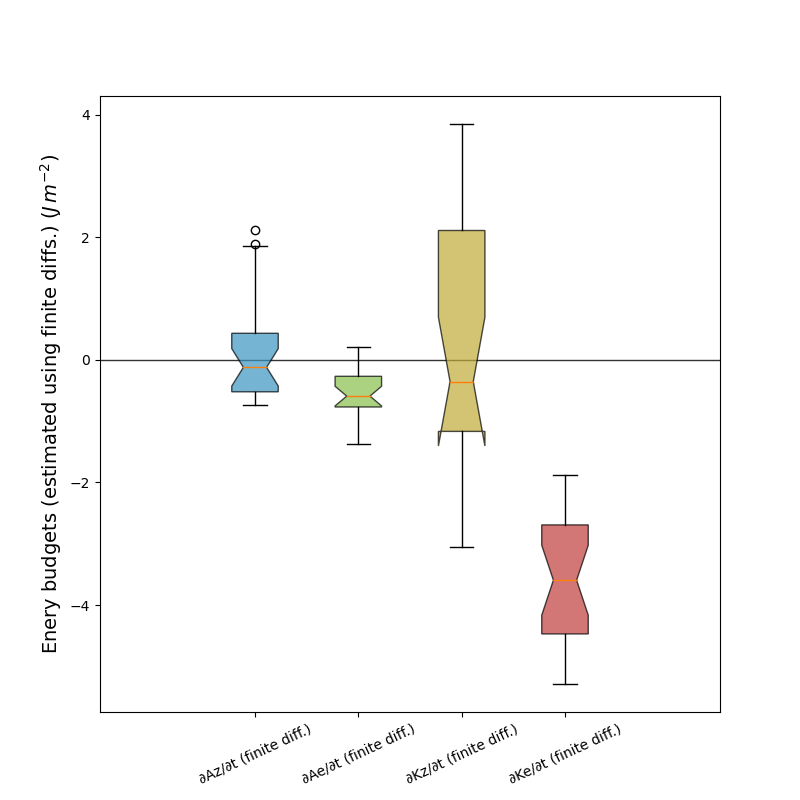 Enery budgets (estimated using finite diffs.) (J m⁻²)
4
2
0
−2
−4
∂Az/∂t (finite diff.)
∂Ae/∂t (finite diff.)
∂Kz/∂t (finite diff.)
∂Ke/∂t (finite diff.)